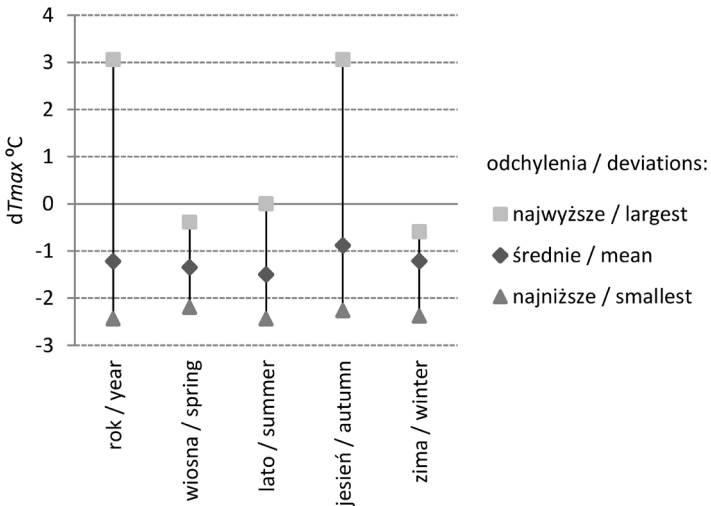 4
3
2
1
0
-1
-2
-3
dTmax ºC
rok / year
wiosna / spring
lato / summer
jesień / autumn
zima / winter
odchylenia / deviations:
najwyższe / largest
średnie / mean
najniższe / smallest